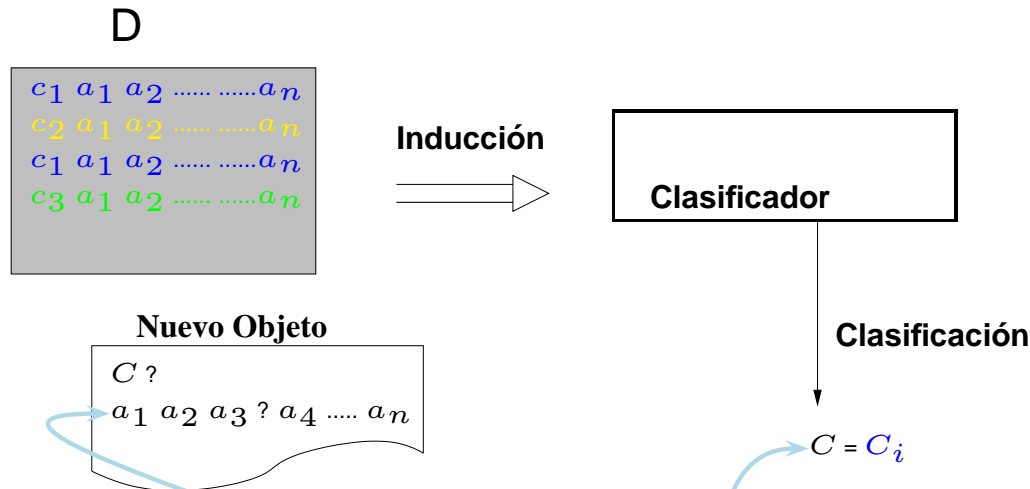 D
c1 a1 a2 ...... ......an
c2 a1 a2 ...... ......an
c1 a1 a2 ...... ......an
c3 a1 a2 ...... ......an
Inducción
Clasificador
Nuevo Objeto
C ?
a1 a2 a3 ? a4 ..... an
Clasificación
C = Ci